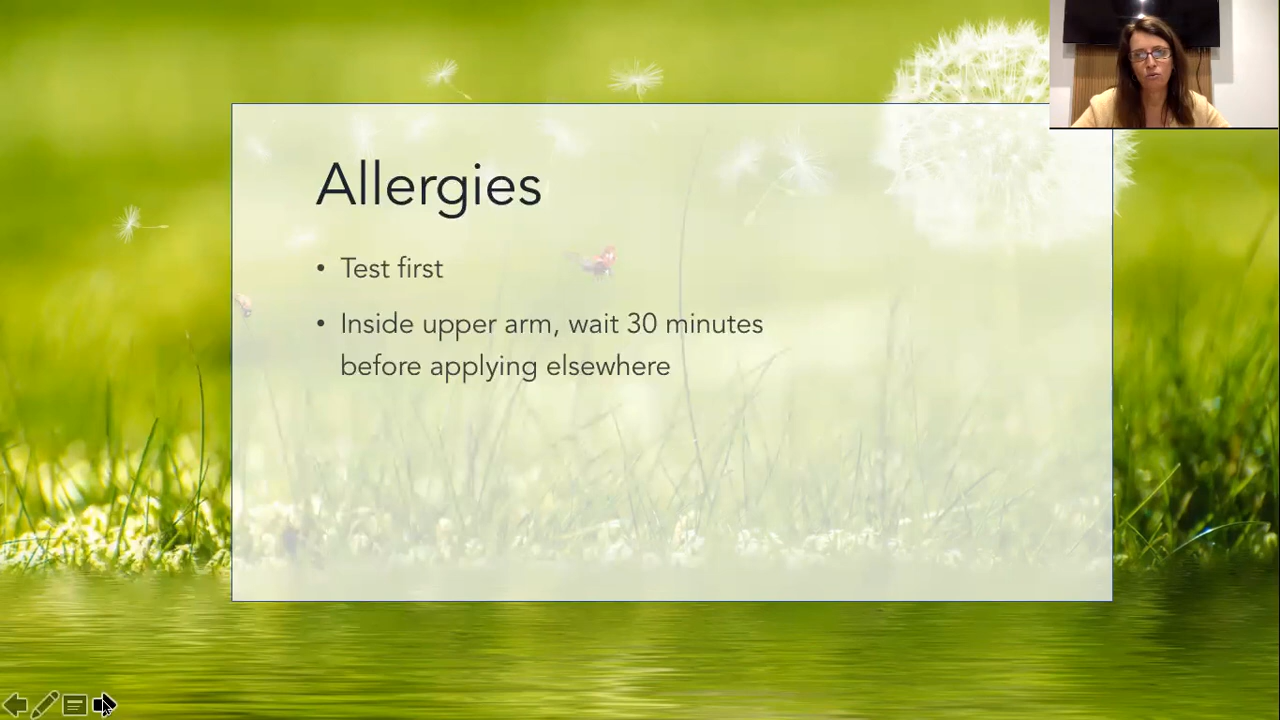 Allergies
• Test first
• Inside upper arm, wait 30 minutes
before applying elsewhere